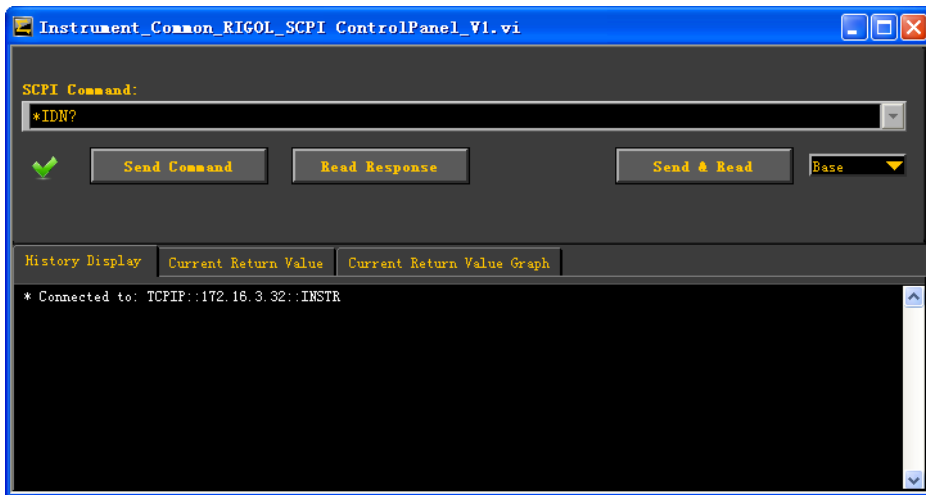 Instrument_Common_RIGOL_SCPI ControlPanel_V1.vi
SCPI Command:
*IDN?
Send Command Read Response Send & Read Base
History Display Current Return Value Current Return Value Graph
* Connected to: TCPIP::172.16.3.32::INSTR